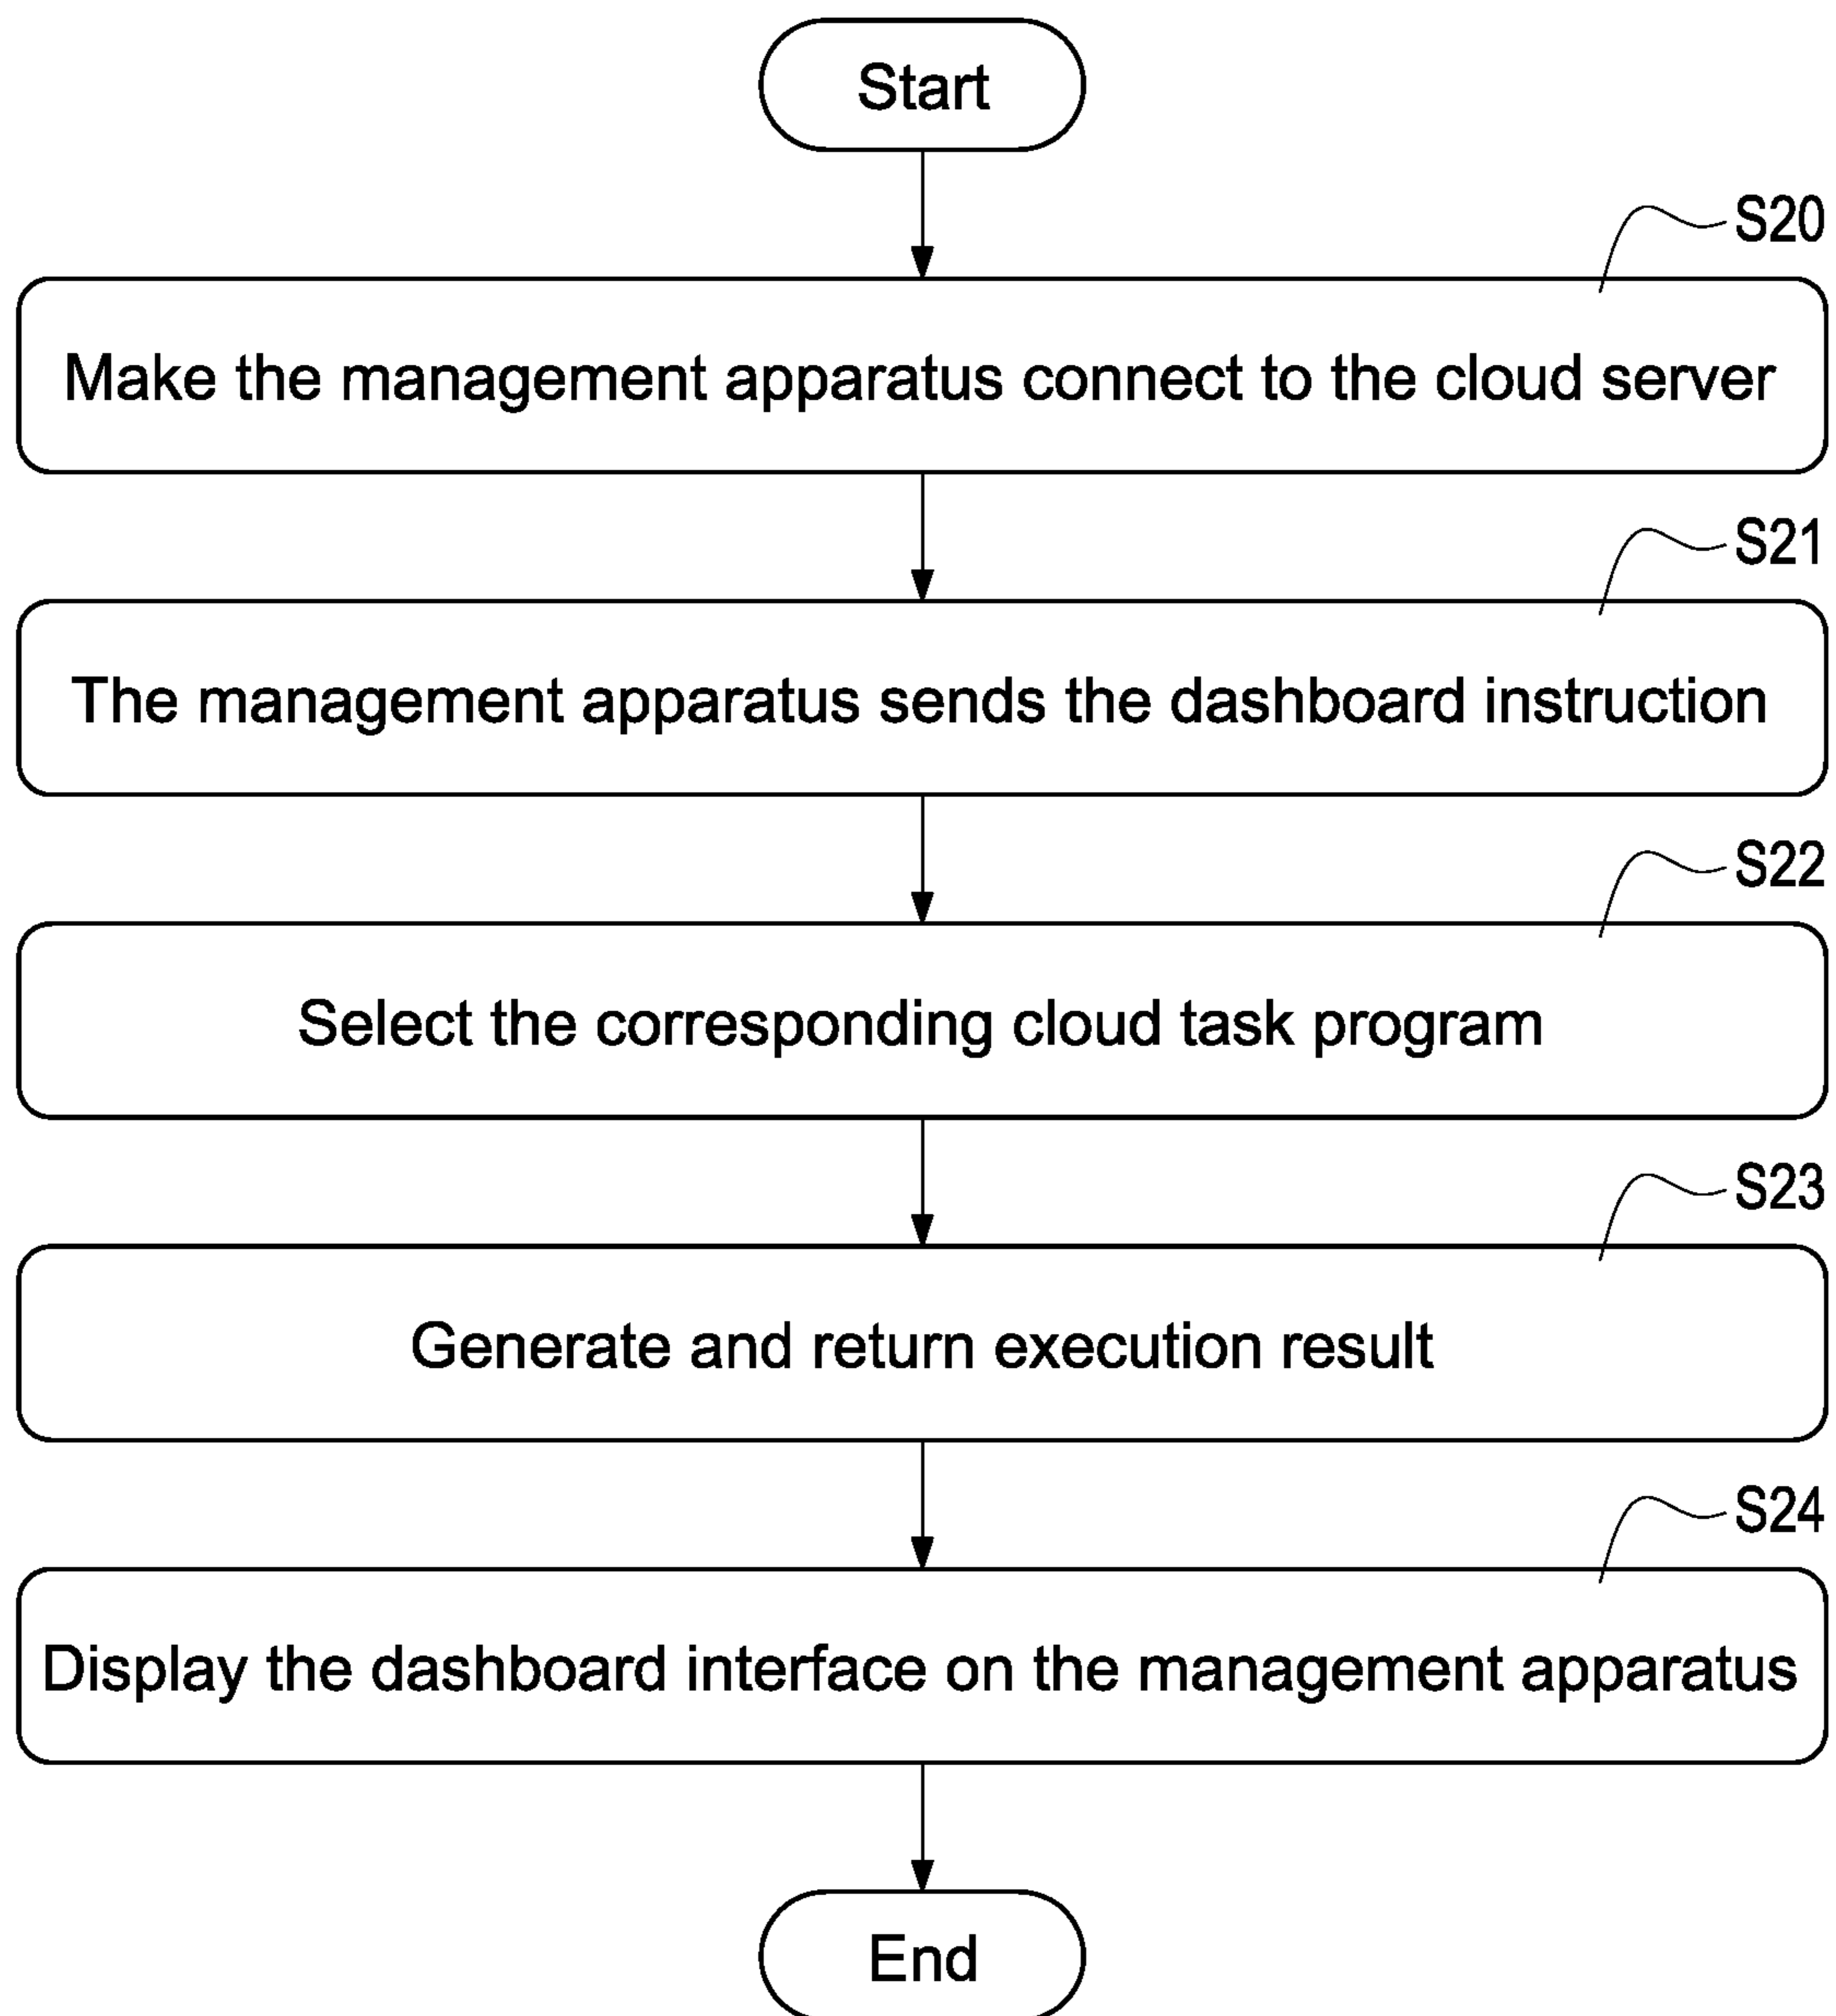 Start
S20
Make the management apparatus connect to the cloud server
S21
The management apparatus sends the dashboard instruction
S22
Select the corresponding cloud task program
S23
Generate and return execution result
S24
Display the dashboard interface on the management apparatus
End